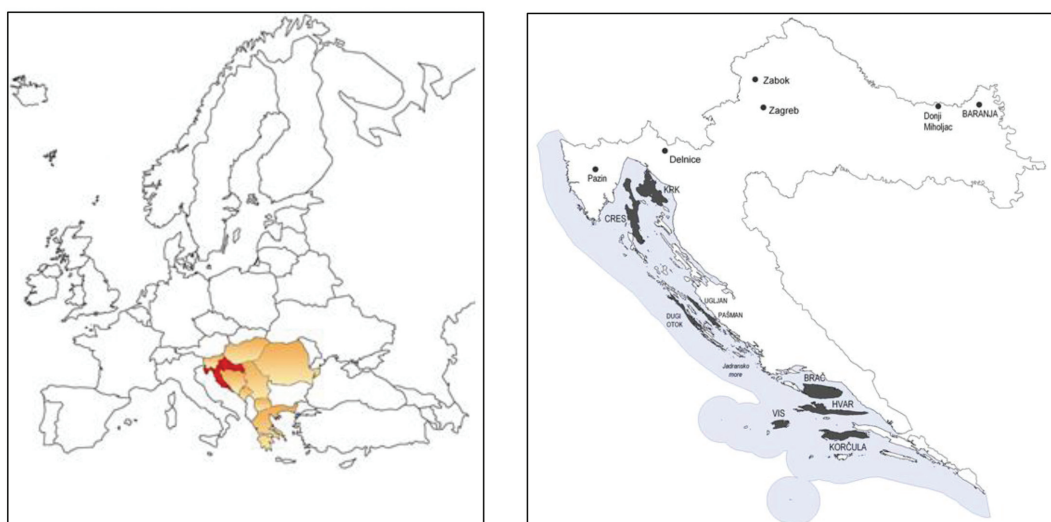 Zabok
Zagreb
Donji
Miholjac
BARANJA
Delnice
Pazin
KRK
CRES
UGLJAN
PAŠMAN
DUGI
OTOK
Jadransko
more
BRAČ
HVAR
VIS
KORČULA